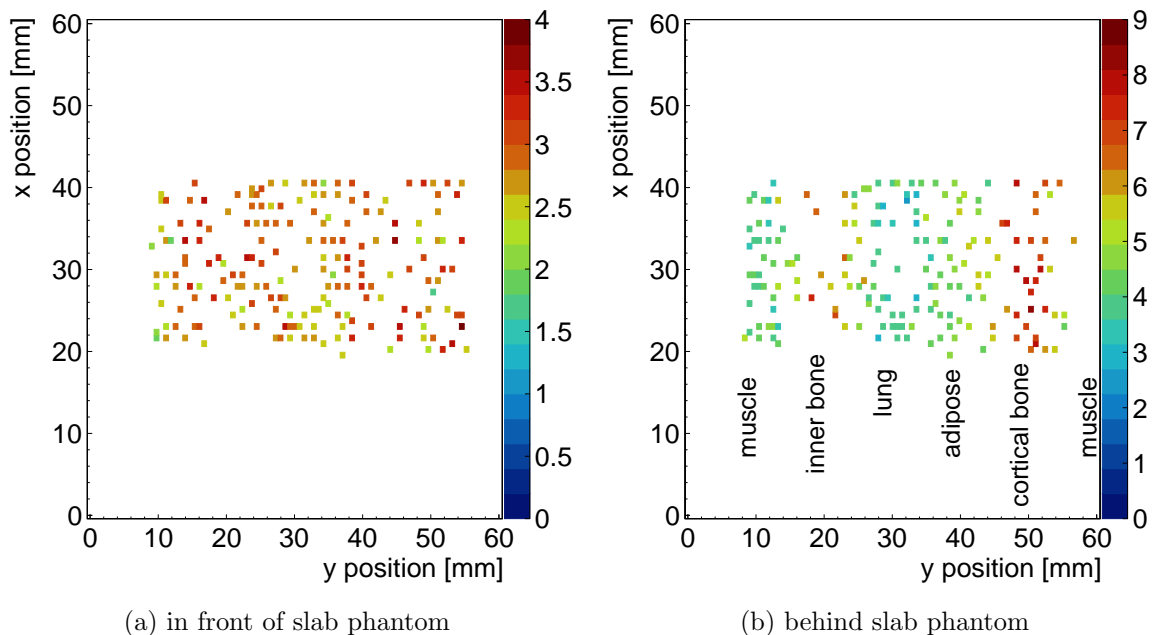 x position [mm]
60
50
40
30
20
10
0
0 10 20 30 40 50 60
y position [mm]
4
3.5
3
2.5
2
1.5
1
0.5
0
(a) in front of slab phantom
x position [mm]
60
50
40
30
20
10
0
muscle
inner bone
lung
adipose
cortical bone
muscle
0 10 20 30 40 50 60
y position [mm]
9
8
7
6
5
4
3
2
1
0
(b) behind slab phantom